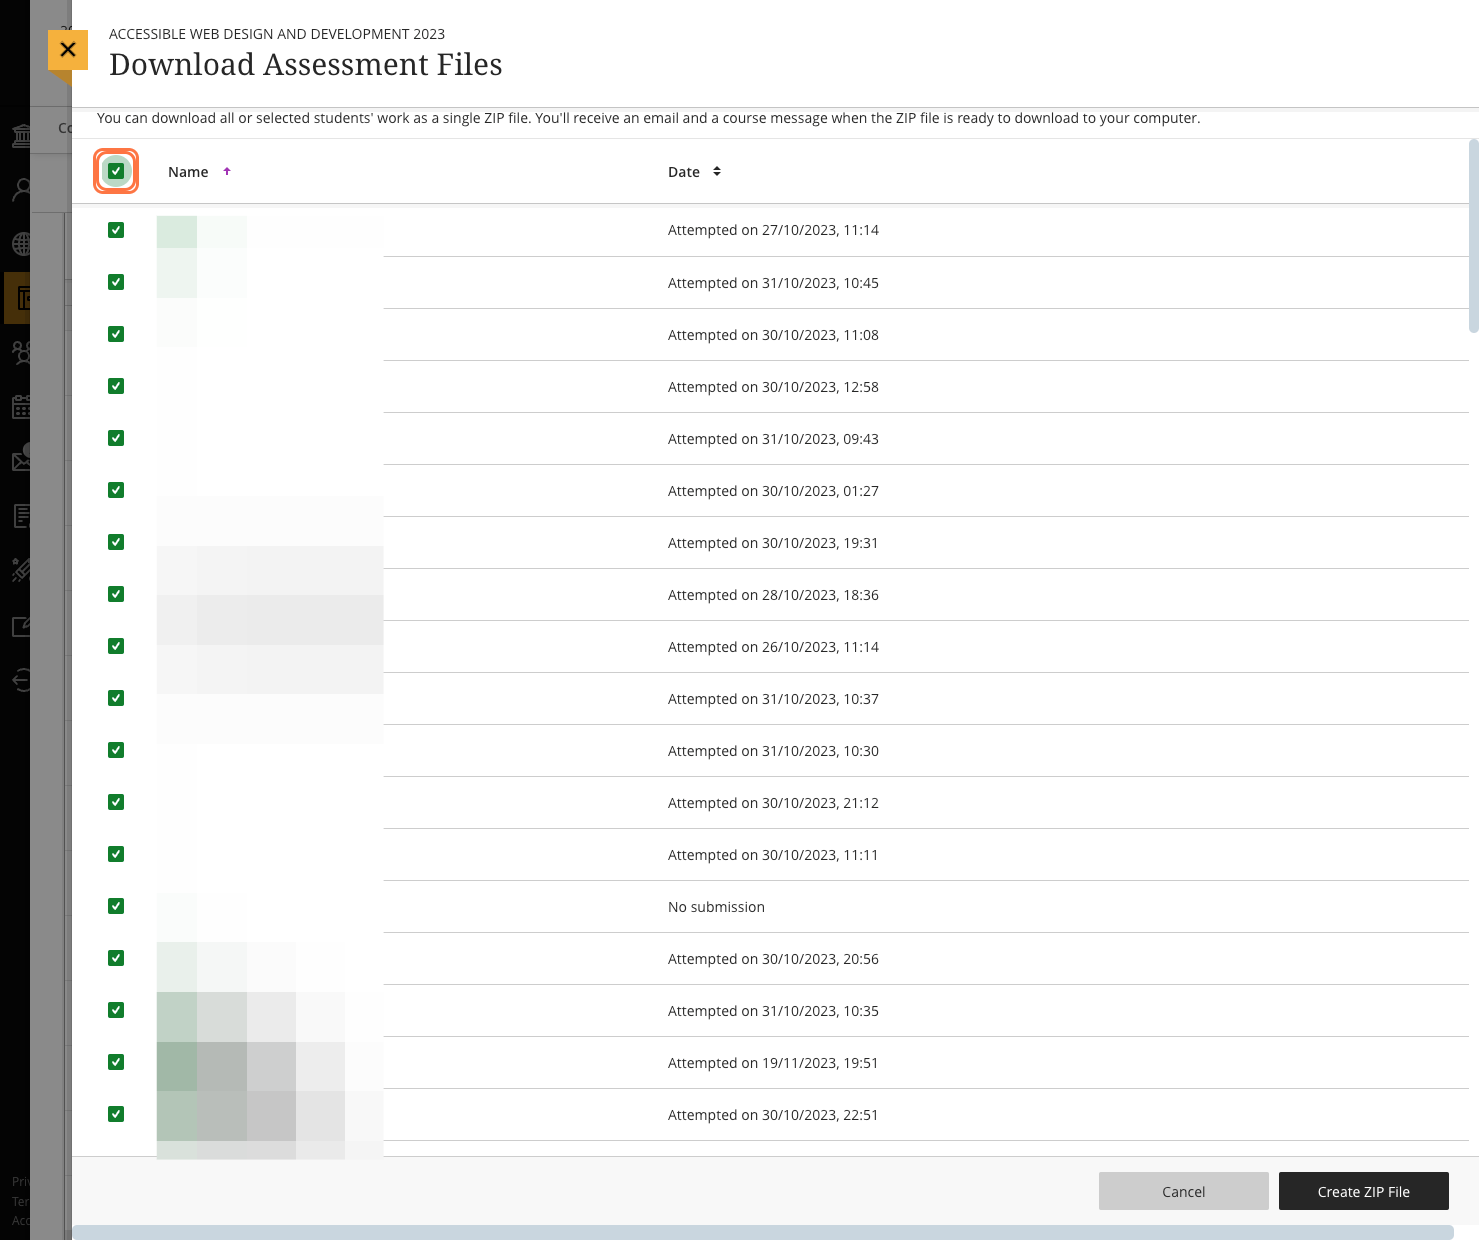 ACCESSIBLE WEB DESIGN AND DEVELOPMENT 2023
Download Assessment Files
You can download all or selected students' work as a single ZIP file. You'll receive an email and a course message when the ZIP file is ready to download to your computer.
Name Date
Attempted on 27/10/2023, 11:14
Attempted on 31/10/2023, 10:45
Attempted on 30/10/2023, 11:08
Attempted on 30/10/2023, 12:58
Attempted on 31/10/2023, 09:43
Attempted on 30/10/2023, 01:27
Attempted on 30/10/2023, 19:31
Attempted on 28/10/2023, 18:36
Attempted on 26/10/2023, 11:14
Attempted on 31/10/2023, 10:37
Attempted on 31/10/2023, 10:30
Attempted on 30/10/2023, 21:12
Attempted on 30/10/2023, 11:11
No submission
Attempted on 30/10/2023, 20:56
Attempted on 31/10/2023, 10:35
Attempted on 19/11/2023, 19:51
Attempted on 30/10/2023, 22:51
Cancel Create ZIP File